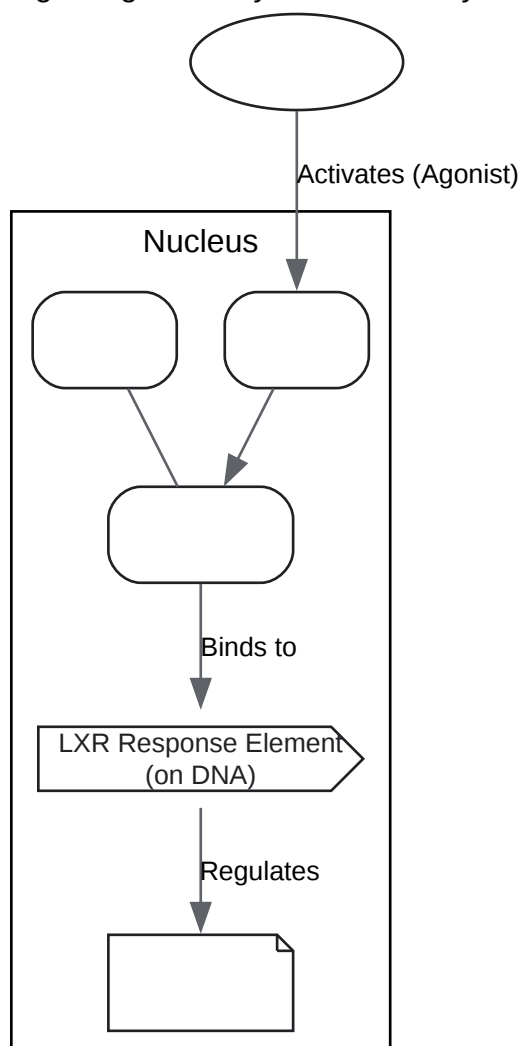 Activates (Agonist)
Nucleus
Binds to
LXR Response Element
(on DNA)
Regulates